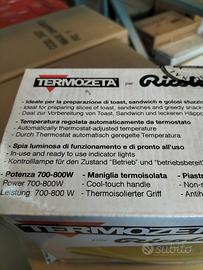 TERMOZETA per Ricola
- Ideale per la preparazione di toast, sandwich e golosi
- Ideal for preparing slices of toast, sandwiches and greedy
- Ideal zur Vorbereitung von Toast, Sandwich und leckeren
- Temperatura regolata automaticamente da termostato
- Automatically thermostat-adjusted temperature
- Durch Thermostat automatisch geregelte Temperatur
- Spia luminosa di funzionamento e di pronto all'uso
- In-use and ready to use indicator lights
- Kontrollampe für den Zustand "Betrieb" und "betriebsbereit"
- Potenza 700-800W - Maniglia termoisolata
Power 700-800W - Cool-touch handle
Leistung 700-800 W - Thermoisolierter Griff
TERMOZETA
subito